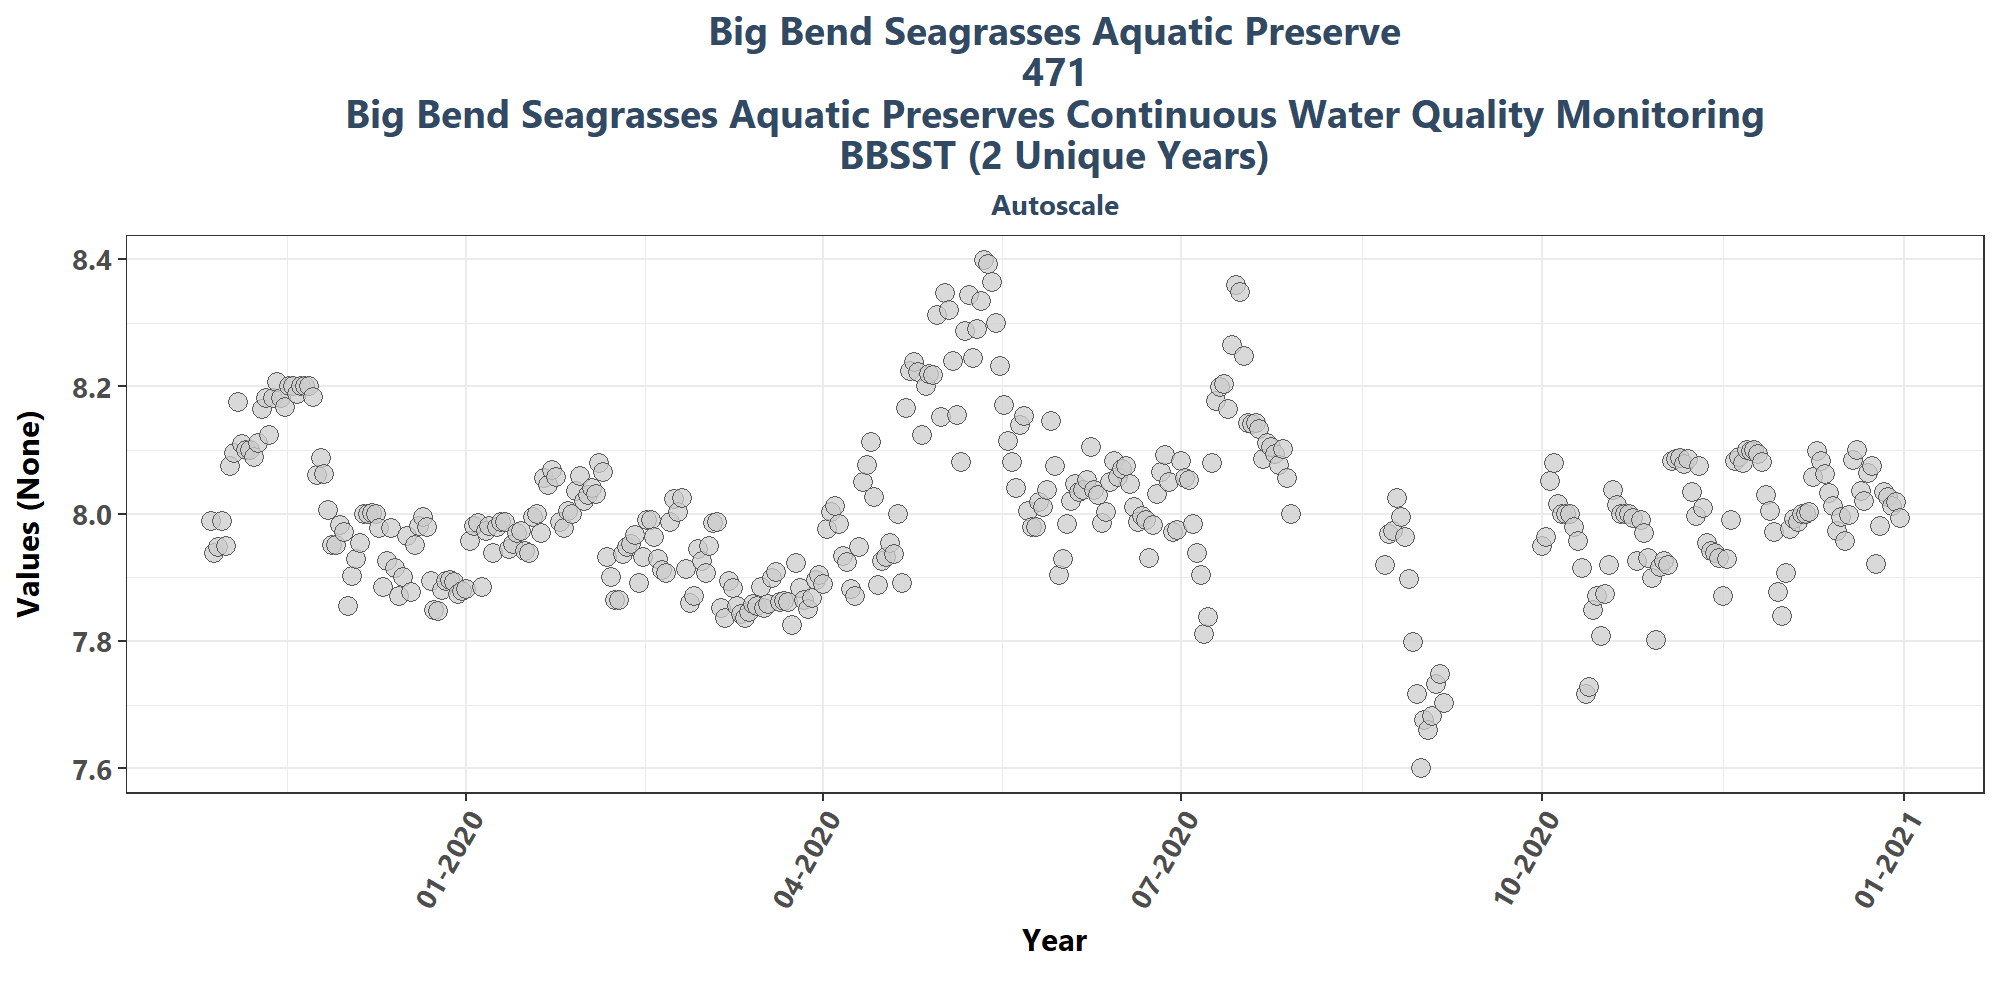 Big Bend Seagrasses Aquatic Preserve
471
Big Bend Seagrasses Aquatic Preserves Continuous Water Quality Monitoring
BBSST (2 Unique Years)
Autoscale
Values (None)
8.4
8.2
8.0
7.8
7.6
01-2020
04-2020
07-2020
10-2020
01-2021
Year